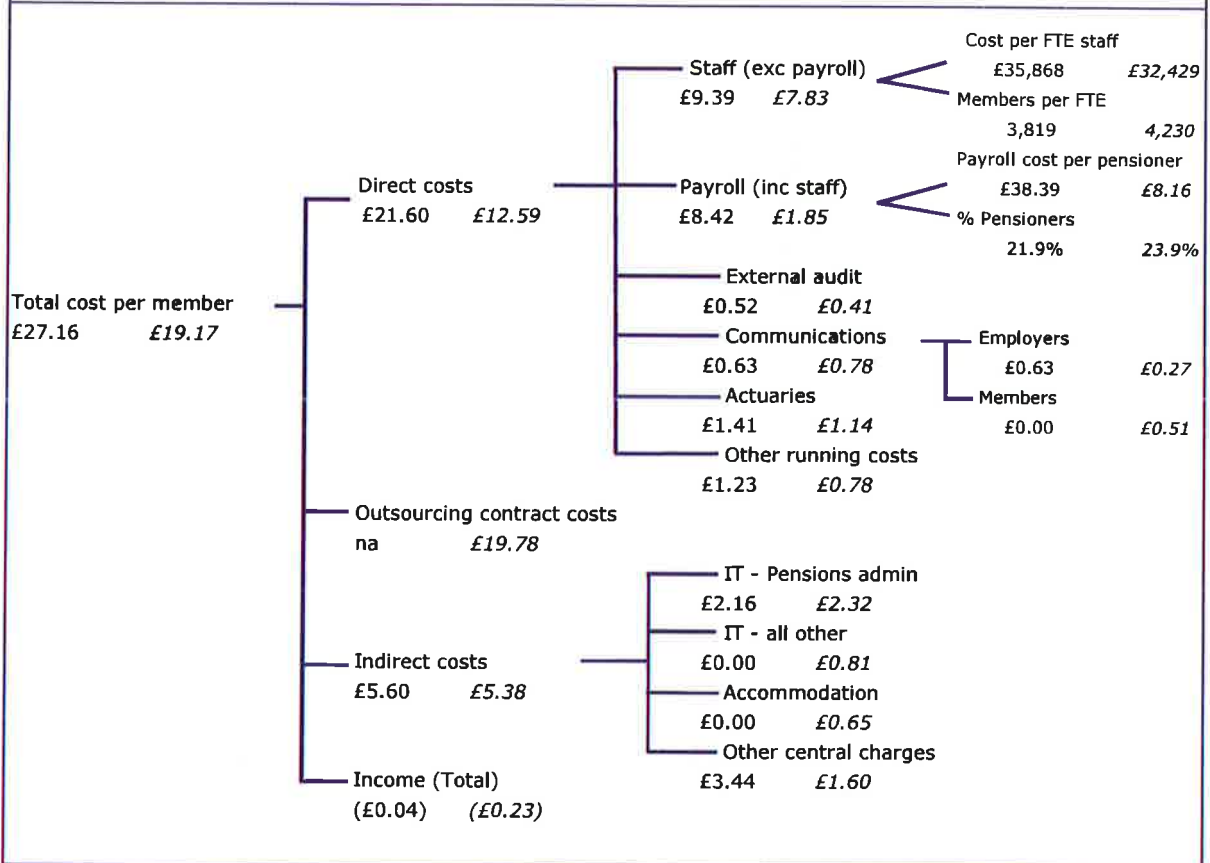 Cost per FTE staff
Staff (exc payroll)
£35,868 £32,429
£9.39 £7.83
Members per FTE
3,819 4,230
Payroll cost per pensioner
Direct costs
Payroll (inc staff)
£38.39 £8.16
£21.60 £12.59
£8.42 £1.85
% Pensioners
21.9% 23.9%
External audit
Total cost per member
£0.52 £0.41
£27.16 £19.17
Communications
Employers
£0.63 £0.78
£0.63 £0.27
Actuaries
Members
£1.41 £1.14
£0.00 £0.51
Other running costs
£1.23 £0.78
Outsourcing contract costs
na £19.78
IT - Pensions admin
£2.16 £2.32
IT - all other
Indirect costs
£0.00 £0.81
£5.60 £5.38
Accommodation
£0.00 £0.65
Other central charges
Income (Total)
£3.44 £1.60
(£0.04) (£0.23)